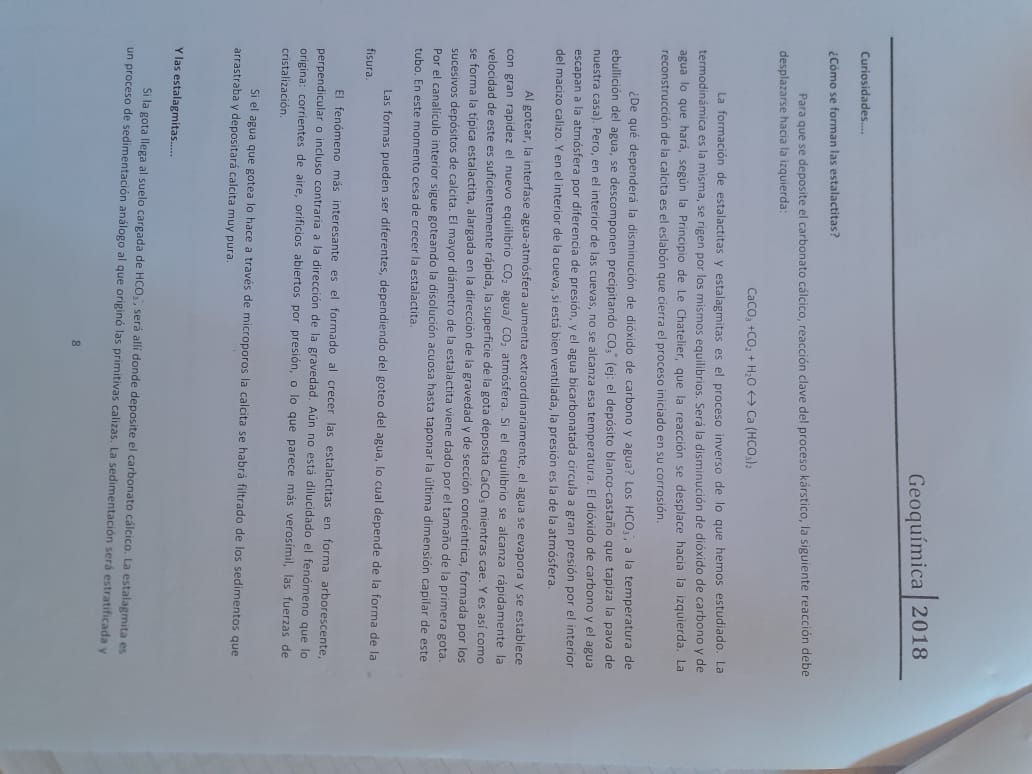 Geoquímica 2018
Curiosidades....
¿Cómo se forman las estalactitas?
Para que se deposite el carbonato cálcico, reacción clave del proceso kárstico, la siguiente reacción debe
desplazarse hacia la izquierda:
CaCO₃ +CO₂ + H₂O ↔ Ca (HCO₃)₂
La formación de estalactitas y estalagmitas es el proceso inverso de lo que hemos estudiado. La
termodinámica es la misma, se rigen por los mismos equilibrios. Será la disminución de dióxido de carbono y de
agua lo que hará, según la Principio de Le Chatelier, que la reacción se desplace hacia la izquierda. La
reconstrucción de la calcita es el eslabón que cierra el proceso iniciado en su corrosión.
¿De qué dependerá la disminución de dióxido de carbono y agua? Los HCO₃⁻, a la temperatura de
ebullición del agua, se descomponen precipitando CO₃⁼ (ej: el depósito blanco-castaño que tapiza la pava de
nuestra casa). Pero, en el interior de las cuevas, no se alcanza esa temperatura. El dióxido de carbono y el agua
escapan a la atmósfera por diferencia de presión, y el agua bicarbonatada circula a gran presión por el interior
del macizo calizo. Y en el interior de la cueva, si está bien ventilada, la presión es la de la atmósfera.
Al gotear, la interfase agua-atmósfera aumenta extraordinariamente, el agua se evapora y se establece
con gran rapidez el nuevo equilibrio CO₂ agua/ CO₂ atmósfera. Si el equilibrio se alcanza rápidamente la
velocidad de este es suficientemente rápida, la superficie de la gota deposita CaCO₃ mientras cae. Y es así como
se forma la típica estalactita, alargada en la dirección de la gravedad y de sección concéntrica, formada por los
sucesivos depósitos de calcita. El mayor diámetro de la estalactita viene dado por el tamaño de la primera gota.
Por el canalículo interior sigue goteando la disolución acuosa hasta taponar la última dimensión capilar de este
tubo. En este momento cesa de crecer la estalactita.
Las formas pueden ser diferentes, dependiendo del goteo del agua, lo cual depende de la forma de la
fisura.
El fenómeno más interesante es el formado al crecer las estalactitas en forma arborescente,
perpendicular o incluso contraria a la dirección de la gravedad. Aún no está dilucidado el fenómeno que lo
origina: corrientes de aire, orificios abiertos por presión, o lo que parece más verosímil, las fuerzas de
cristalización.
Si el agua que gotea lo hace a través de microporos la calcita se habrá filtrado de los sedimentos que
arrastraba y depositará calcita muy pura.
Y las estalagmitas.....
Si la gota llega al suelo cargada de HCO₃⁻, será allí donde deposite el carbonato cálcico. La estalagmita es
un proceso de sedimentación análogo al que originó las primitivas calizas. La sedimentación será estratificada y
8